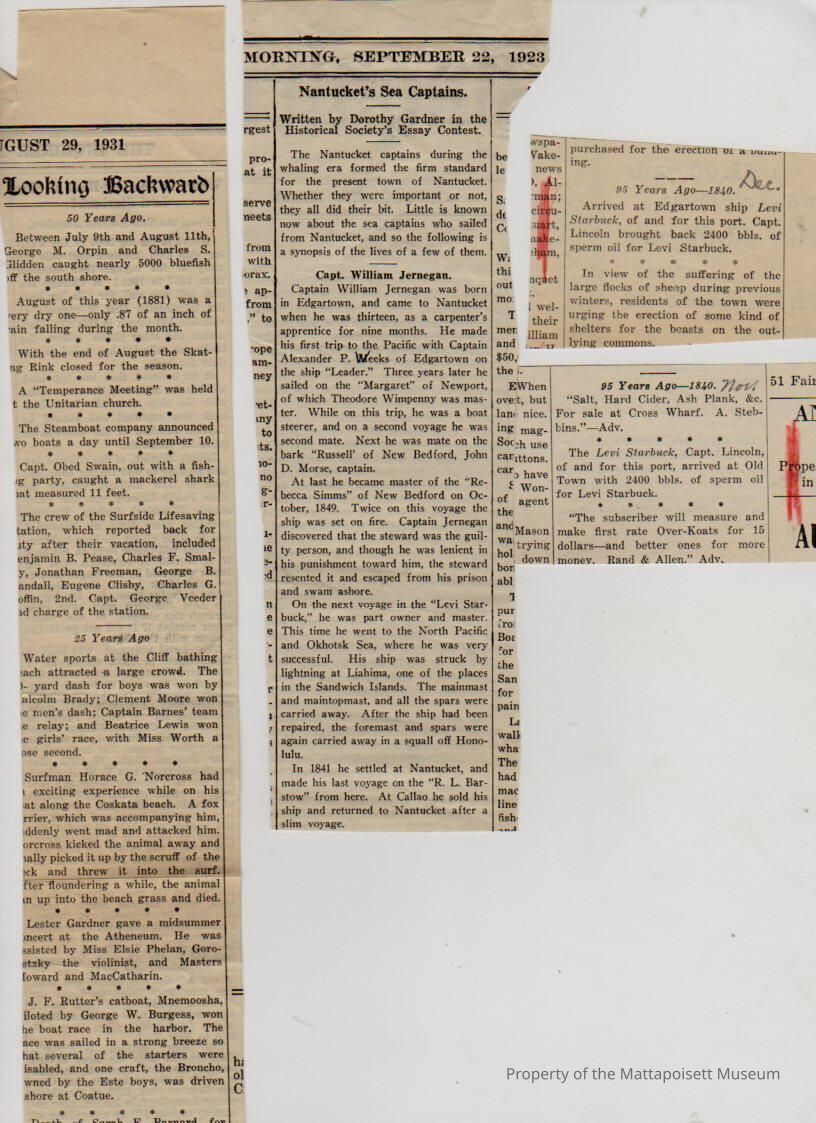 GUST 29, 1931
Looking Backward
50 Years Ago.
Between July 9th and August 11th,
George M. Orpin and Charles S.
Glidden caught nearly 5000 bluefish
off the south shore.
* * * * *
August of this year (1881) was a
very dry one—only .87 of an inch of
rain falling during the month.
* * * * *
With the end of August the Skat-
ng Rink closed for the season.
* * * * *
A "Temperance Meeting" was held
t the Unitarian church.
* * * * *
The Steamboat company announced
wo boats a day until September 10.
* * * * *
Capt. Obed Swain, out with a fish-
g party, caught a mackerel shark
hat measured 11 feet.
* * * * *
The crew of the Surfside Lifesaving
tation, which reported back for
uty after their vacation, included
enjamin B. Pease, Charles F. Smal-
y, Jonathan Freeman, George B.
andall, Eugene Clisby, Charles G.
offin, 2nd. Capt. George Veeder
ad charge of the station.
25 Years Ago
Water sports at the Cliff bathing
each attracted a large crowd. The
- yard dash for boys was won by
alcolm Brady; Clement Moore won
e men's dash; Captain Barnes' team
e relay; and Beatrice Lewis won
e girls' race, with Miss Worth a
ose second.
* * * * *
Surfman Horace G. Norcross had
exciting experience while on his
at along the Coskata beach. A fox
rrier, which was accompanying him,
ddenly went mad and attacked him.
orcross kicked the animal away and
nally picked it up by the scruff of the
ck and threw it into the surf.
fter floundering a while, the animal
n up into the beach grass and died.
* * * * *
Lester Gardner gave a midsummer
oncert at the Atheneum. He was
ssisted by Miss Elsie Phelan, Goro-
etzky the violinist, and Masters
Howard and MacCatharin.
* * * * *
J. F. Rutter's catboat, Mnemoosha,
iloted by George W. Burgess, won
he boat race in the harbor. The
ace was sailed in a strong breeze so
hat several of the starters were
isabled, and one craft, the Broncho,
wned by the Este boys, was driven
shore at Coatue.
* * * * *
MORNING, SEPTEMBER 22, 1923
Nantucket's Sea Captains.
Written by Dorothy Gardner in the
Historical Society's Essay Contest.
The Nantucket captains during the
whaling era formed the firm standard
for the present town of Nantucket.
Whether they were important or not,
they all did their bit. Little is known
now about the sea captains who sailed
from Nantucket, and so the following is
a synopsis of the lives of a few of them.
Capt. William Jernegan.
Captain William Jernegan was born
in Edgartown, and came to Nantucket
when he was thirteen, as a carpenter's
apprentice for nine months. He made
his first trip to the Pacific with Captain
Alexander P. Weeks of Edgartown on
the ship "Leader." Three years later he
sailed on the "Margaret" of Newport,
of which Theodore Wimpenny was mas-
ter. While on this trip, he was a boat
steerer, and on a second voyage he was
second mate. Next he was mate on the
bark "Russell' of New Bedford, John
D. Morse, captain.
At last he became master of the "Re-
becca Simms" of New Bedford on Oc-
tober, 1849. Twice on this voyage the
ship was set on fire. Captain Jernegan
discovered that the steward was the guil-
ty person, and though he was lenient in
his punishment toward him, the steward
resented it and escaped from his prison
and swam ashore.
On the next voyage in the "Levi Star-
buck," he was part owner and master.
This time he went to the North Pacific
and Okhotsk Sea, where he was very
successful. His ship was struck by
lightning at Liahima, one of the places
in the Sandwich Islands. The mainmast
and maintopmast, and all the spars were
carried away. After the ship had been
repaired, the foremast and spars were
again carried away in a squall off Hono-
lulu.
In 1841 he settled at Nantucket, and
made his last voyage on the "R. L. Bar-
stow" from here. At Callao he sold his
ship and returned to Nantucket after a
slim voyage.
purchased for the erection of a build-
ing.
Dec.
95 Years Ago—1840.
Arrived at Edgartown ship Levi
Starbuck, of and for this port. Capt.
Lincoln brought back 2400 bbls. of
sperm oil for Levi Starbuck.
* * * * *
In view of the suffering of the
large flocks of sheep during previous
winters, residents of the town were
urging the erection of some kind of
shelters for the beasts on the out-
lying commons.
95 Years Ago—1840. Nov.
"Salt, Hard Cider, Ash Plank, &c.
For sale at Cross Wharf. A. Steb-
bins."—Adv.
* * * * *
The Levi Starbuck, Capt. Lincoln,
of and for this port, arrived at Old
Town with 2400 bbls. of sperm oil
for Levi Starbuck.
* * * * *
"The subscriber will measure and
make first rate Over-Koats for 15
dollars—and better ones for more
money. Rand & Allen." Adv.
51 Fair
Prope
in
Property of the Mattapoisett Museum